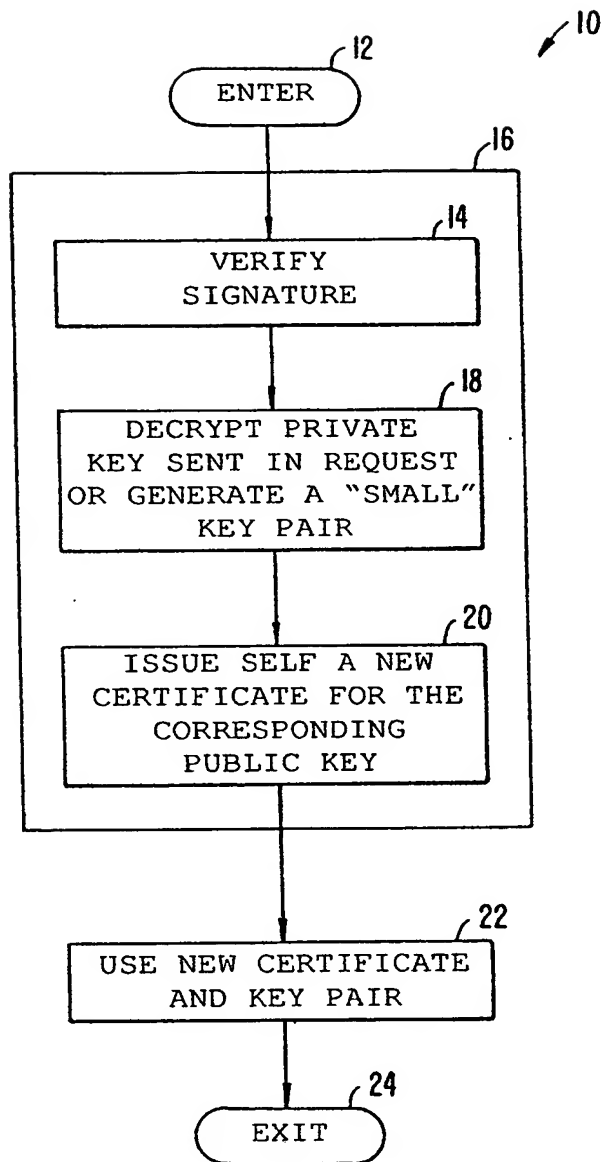 10
12
ENTER
16
14
VERIFY
SIGNATURE
18
DECRYPT PRIVATE
KEY SENT IN REQUEST
OR GENERATE A “SMALL”
KEY PAIR
20
ISSUE SELF A NEW
CERTIFICATE FOR THE
CORRESPONDING
PUBLIC KEY
22
USE NEW CERTIFICATE
AND KEY PAIR
24
EXIT